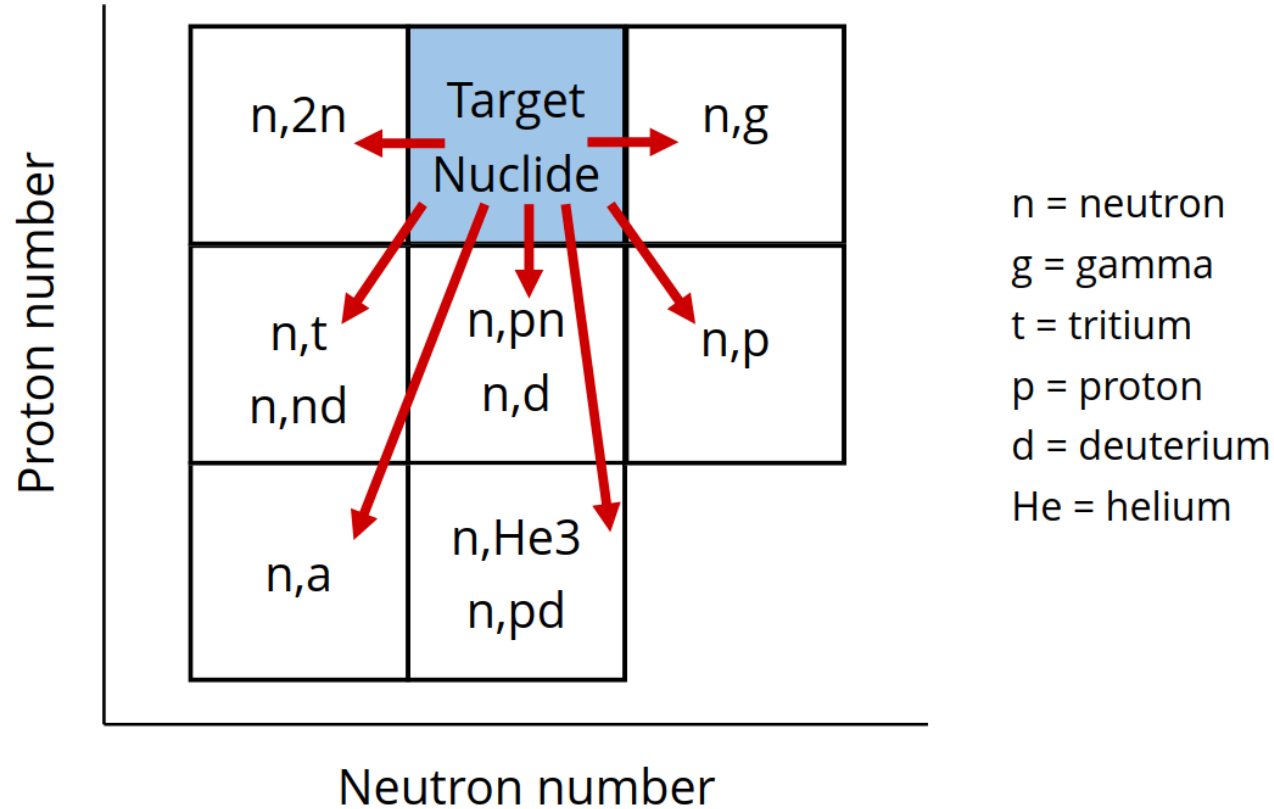 Proton number
n,2n
Target
Nuclide
n,g
n,t
n,nd
n,pn
n,d
n,p
n,a
n,He3
n,pd
Neutron number
n = neutron
g = gamma
t = tritium
p = proton
d = deuterium
He = helium